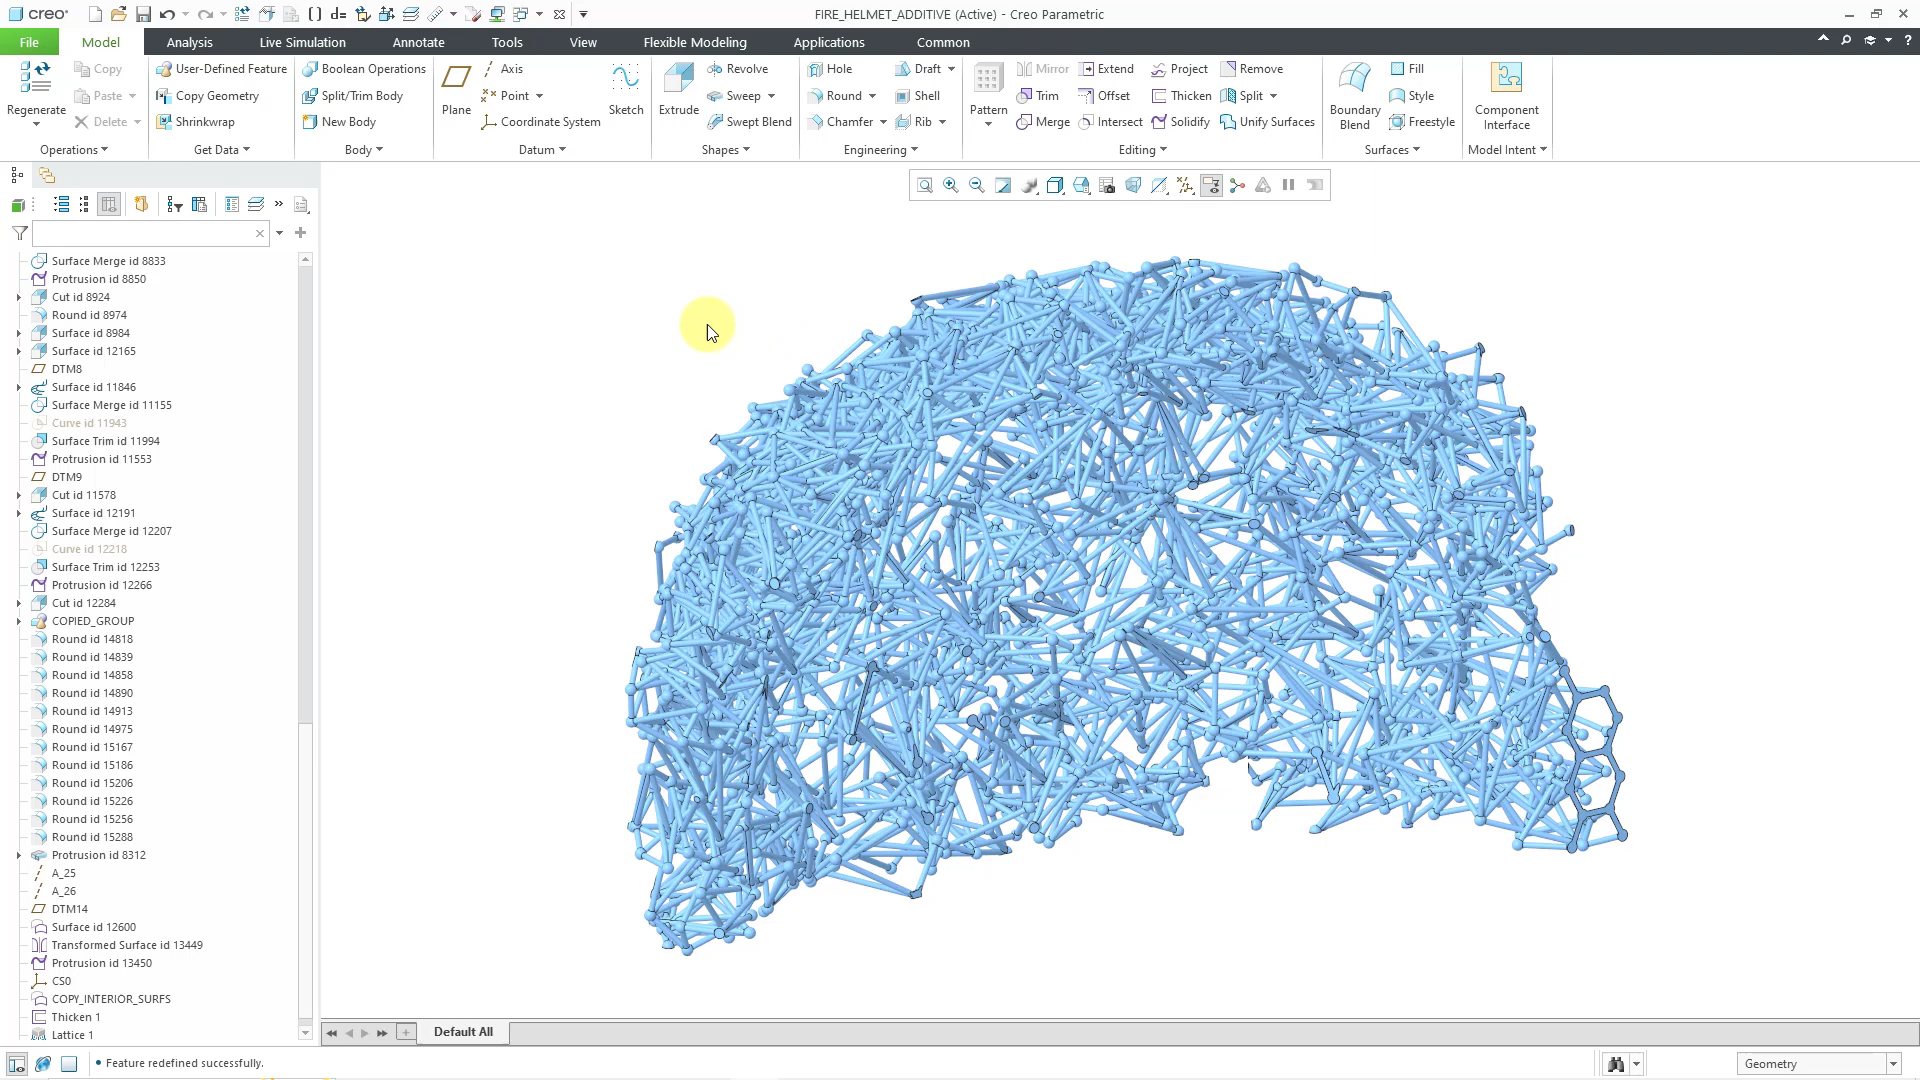 creo
d=
FIRE_HELMET_ADDITIVE (Active) - Creo Parametric
File
Model
Analysis
Live Simulation
Annotate
Tools
View
Flexible Modeling
Applications
Common
?
Regenerate
Copy
Paste
Delete
Operations
User-Defined Feature
Copy Geometry
Shrinkwrap
Get Data
Boolean Operations
Split/Trim Body
New Body
Body
Plane
Axis
Point
Coordinate System
Sketch
Datum
Extrude
Revolve
Sweep
Swept Blend
Shapes
Hole
Round
Chamfer
Draft
Shell
Rib
Engineering
Pattern
Mirror
Trim
Merge
Extend
Offset
Intersect
Project
Thicken
Solidify
Remove
Split
Unify Surfaces
Editing
Boundary
Blend
Fill
Style
Freestyle
Surfaces
Component
Interface
Model Intent
Surface Merge id 8833
Protrusion id 8850
Cut id 8924
Round id 8974
Surface id 8984
Surface id 12165
DTM8
Surface id 11846
Surface Merge id 11155
Curve id 11943
Surface Trim id 11994
Protrusion id 11553
DTM9
Cut id 11578
Surface id 12191
Surface Merge id 12207
Curve id 12218
Surface Trim id 12253
Protrusion id 12266
Cut id 12284
COPIED_GROUP
Round id 14818
Round id 14839
Round id 14858
Round id 14890
Round id 14913
Round id 14975
Round id 15167
Round id 15186
Round id 15206
Round id 15226
Round id 15256
Round id 15288
Protrusion id 8312
A_25
A_26
DTM14
Surface id 12600
Transformed Surface id 13449
Protrusion id 13450
CS0
COPY_INTERIOR_SURFS
Thicken 1
Lattice 1
Default All
• Feature redefined successfully.
Geometry